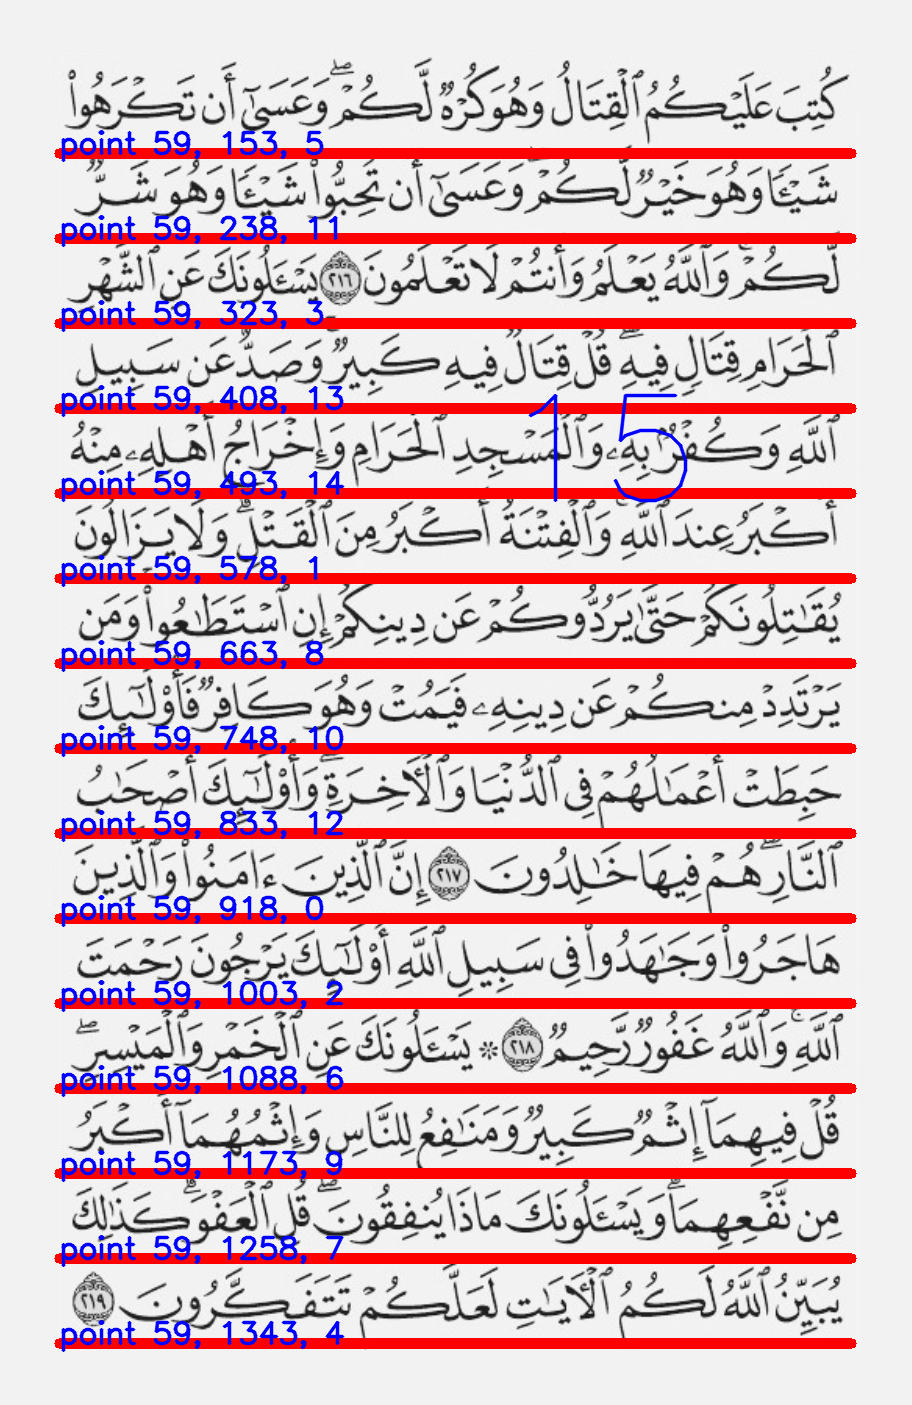 كُتِبَ عَلَيْكُمُ ٱلْقِتَالُ وَهُوَ كُرْهٌ لَّكُمْ ۖ وَعَسَىٰٓ أَن تَكْرَهُوا۟
point 59, 153, 5
شَيْـًٔا وَهُوَ خَيْرٌ لَّكُمْ ۖ وَعَسَىٰٓ أَن تُحِبُّوا۟ شَيْـًٔا وَهُوَ شَرٌّ
point 59, 238, 11
لَّكُمْ ۗ وَٱللَّهُ يَعْلَمُ وَأَنتُمْ لَا تَعْلَمُونَ ٢١٦ يَسْـَٔلُونَكَ عَنِ ٱلشَّهْرِ
point 59, 323, 3
ٱلْحَرَامِ قِتَالٍ فِيهِ ۖ قُلْ قِتَالٌ فِيهِ كَبِيرٌ ۖ وَصَدٌّ عَن سَبِيلِ
point 59, 408, 13
15
ٱللَّهِ وَكُفْرٌۢ بِهِۦ وَٱلْمَسْجِدِ ٱلْحَرَامِ وَإِخْرَاجُ أَهْلِهِۦ مِنْهُ
point 59, 493, 14
أَكْبَرُ عِندَ ٱللَّهِ ۚ وَٱلْفِتْنَةُ أَكْبَرُ مِنَ ٱلْقَتْلِ ۗ وَلَا يَزَالُونَ
point 59, 578, 1
يُقَـٰتِلُونَكُمْ حَتَّىٰ يَرُدُّوكُمْ عَن دِينِكُمْ إِنِ ٱسْتَطَـٰعُوا۟ ۚ وَمَن
point 59, 663, 8
يَرْتَدِدْ مِنكُمْ عَن دِينِهِۦ فَيَمُتْ وَهُوَ كَافِرٌ فَأُو۟لَـٰٓئِكَ
point 59, 748, 10
حَبِطَتْ أَعْمَـٰلُهُمْ فِى ٱلدُّنْيَا وَٱلْـَٔاخِرَةِ ۖ وَأُو۟لَـٰٓئِكَ أَصْحَـٰبُ
point 59, 833, 12
ٱلنَّارِ ۖ هُمْ فِيهَا خَـٰلِدُونَ ٢١٧ إِنَّ ٱلَّذِينَ ءَامَنُوا۟ وَٱلَّذِينَ
point 59, 918, 0
هَاجَرُوا۟ وَجَـٰهَدُوا۟ فِى سَبِيلِ ٱللَّهِ أُو۟لَـٰٓئِكَ يَرْجُونَ رَحْمَتَ
point 59, 1003, 2
ٱللَّهِ ۚ وَٱللَّهُ غَفُورٌ رَّحِيمٌ ٢١٨ ۞ يَسْـَٔلُونَكَ عَنِ ٱلْخَمْرِ وَٱلْمَيْسِرِ ۖ
point 59, 1088, 6
قُلْ فِيهِمَآ إِثْمٌ كَبِيرٌ وَمَنَـٰفِعُ لِلنَّاسِ وَإِثْمُهُمَآ أَكْبَرُ
point 59, 1173, 9
مِن نَّفْعِهِمَا ۗ وَيَسْـَٔلُونَكَ مَاذَا يُنفِقُونَ ۖ قُلِ ٱلْعَفْوَ ۗ كَذَٰلِكَ
point 59, 1258, 7
يُبَيِّنُ ٱللَّهُ لَكُمُ ٱلْـَٔايَـٰتِ لَعَلَّكُمْ تَتَفَكَّرُونَ ٢١٩
point 59, 1343, 4